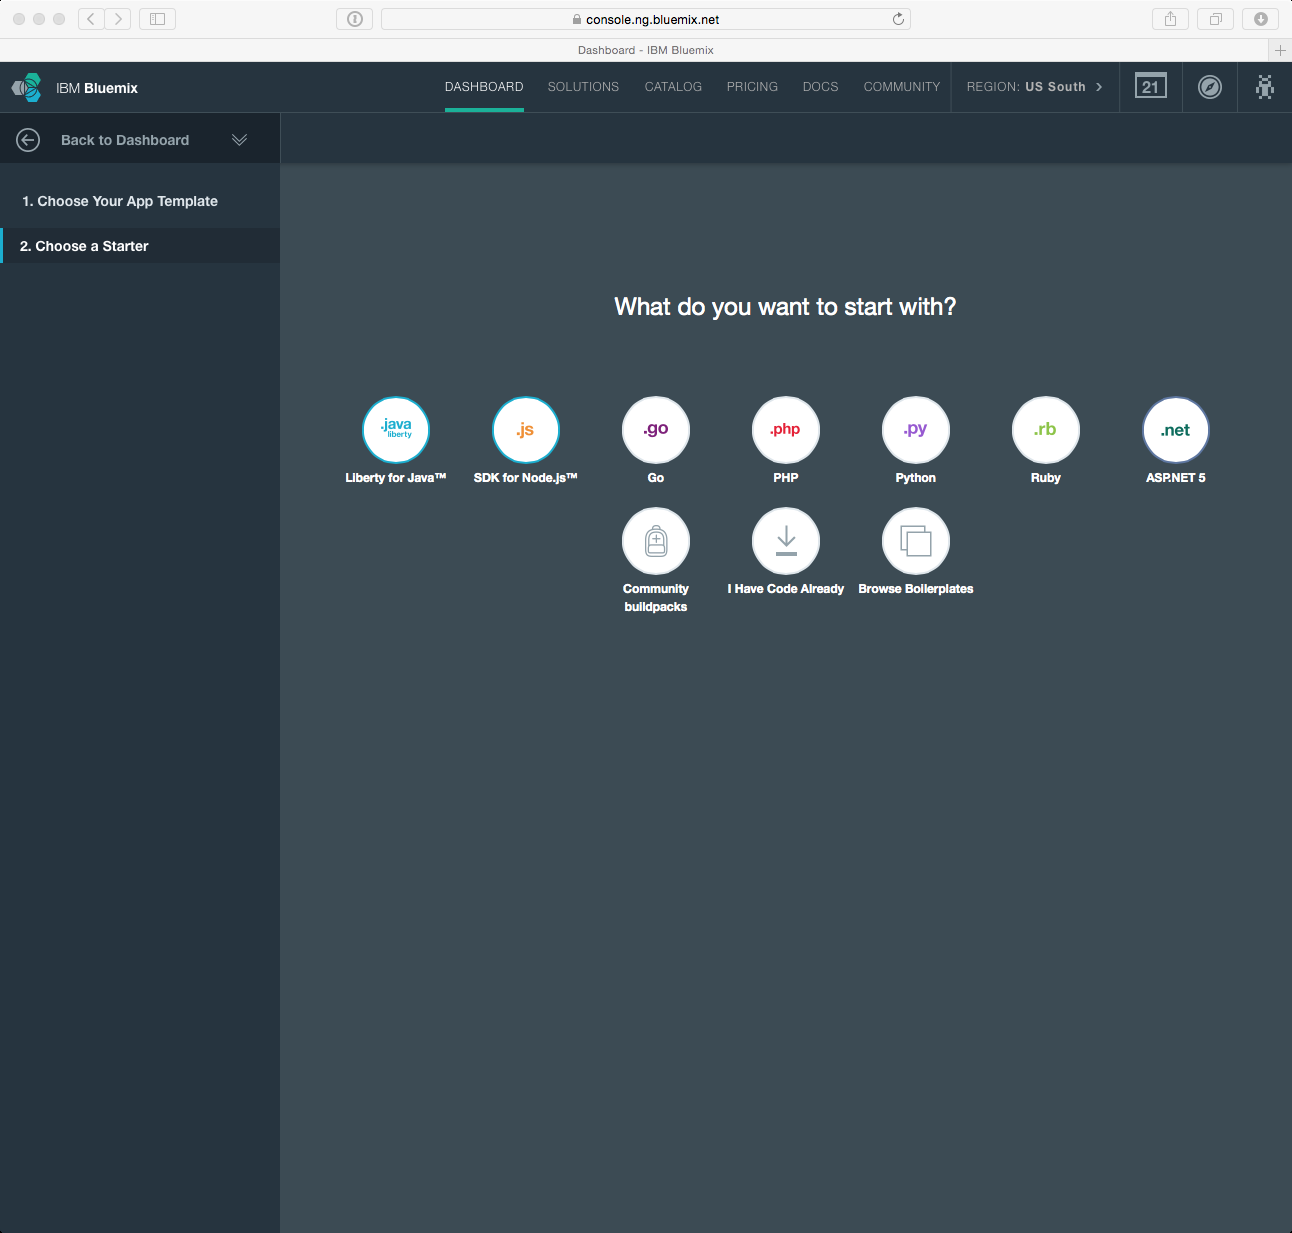 console.ng.bluemix.net
Dashboard - IBM Bluemix
IBM Bluemix
DASHBOARD SOLUTIONS CATALOG PRICING DOCS COMMUNITY REGION: US South 21
Back to Dashboard
1. Choose Your App Template
2. Choose a Starter
What do you want to start with?
.java
liberty
.js
.go
.php
.py
.rb
.net
Liberty for Java™
SDK for Node.js™
Go
PHP
Python
Ruby
ASP.NET 5
Community
buildpacks
I Have Code Already
Browse Boilerplates